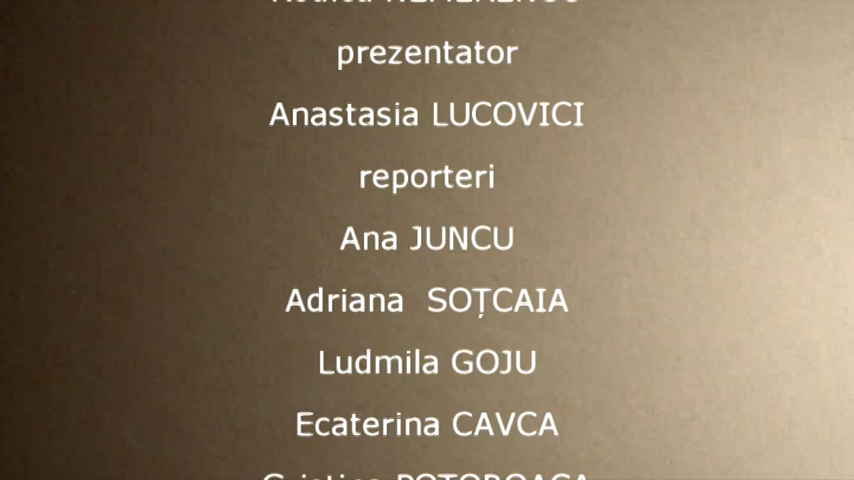 prezentator
Anastasia LUCOVICI
reporteri
Ana JUNCU
Adriana SOȚCAIA
Ludmila GOJU
Ecaterina CAVCA